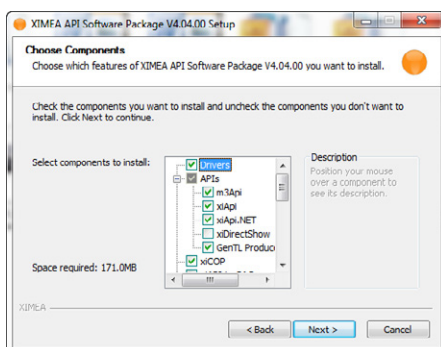 XIMEA API Software Package V4.04.00 Setup
Choose Components
Choose which features of XIMEA API Software Package V4.04.00 you want to install.
Check the components you want to install and uncheck the components you don't want to
install. Click Next to continue.
Select components to install:
Drivers
APIs
m3Api
xiApi
xiApi.NET
xiDirectShow
GenTL Produc
xiCOP
Description
Position your mouse
over a component to
see its description.
Space required: 171.0MB
XIMEA
< Back
Next >
Cancel